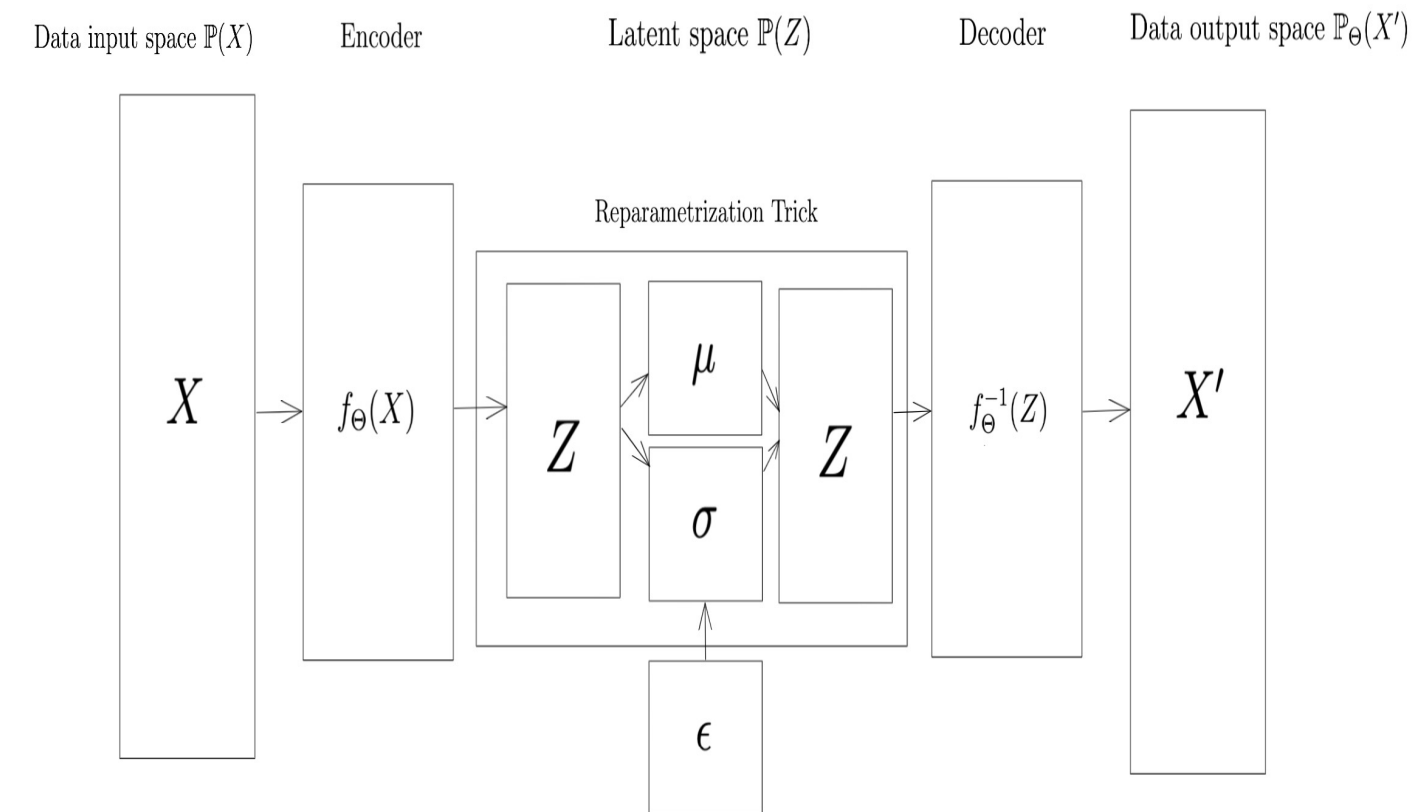 Data input space ℙ(X)
Encoder
Latent space ℙ(Z)
Decoder
Data output space ℙ_Θ(X′)
Reparametrization Trick
X
f_Θ(X)
Z
μ
σ
Z
f_Θ^{-1}(Z)
X′
ϵ